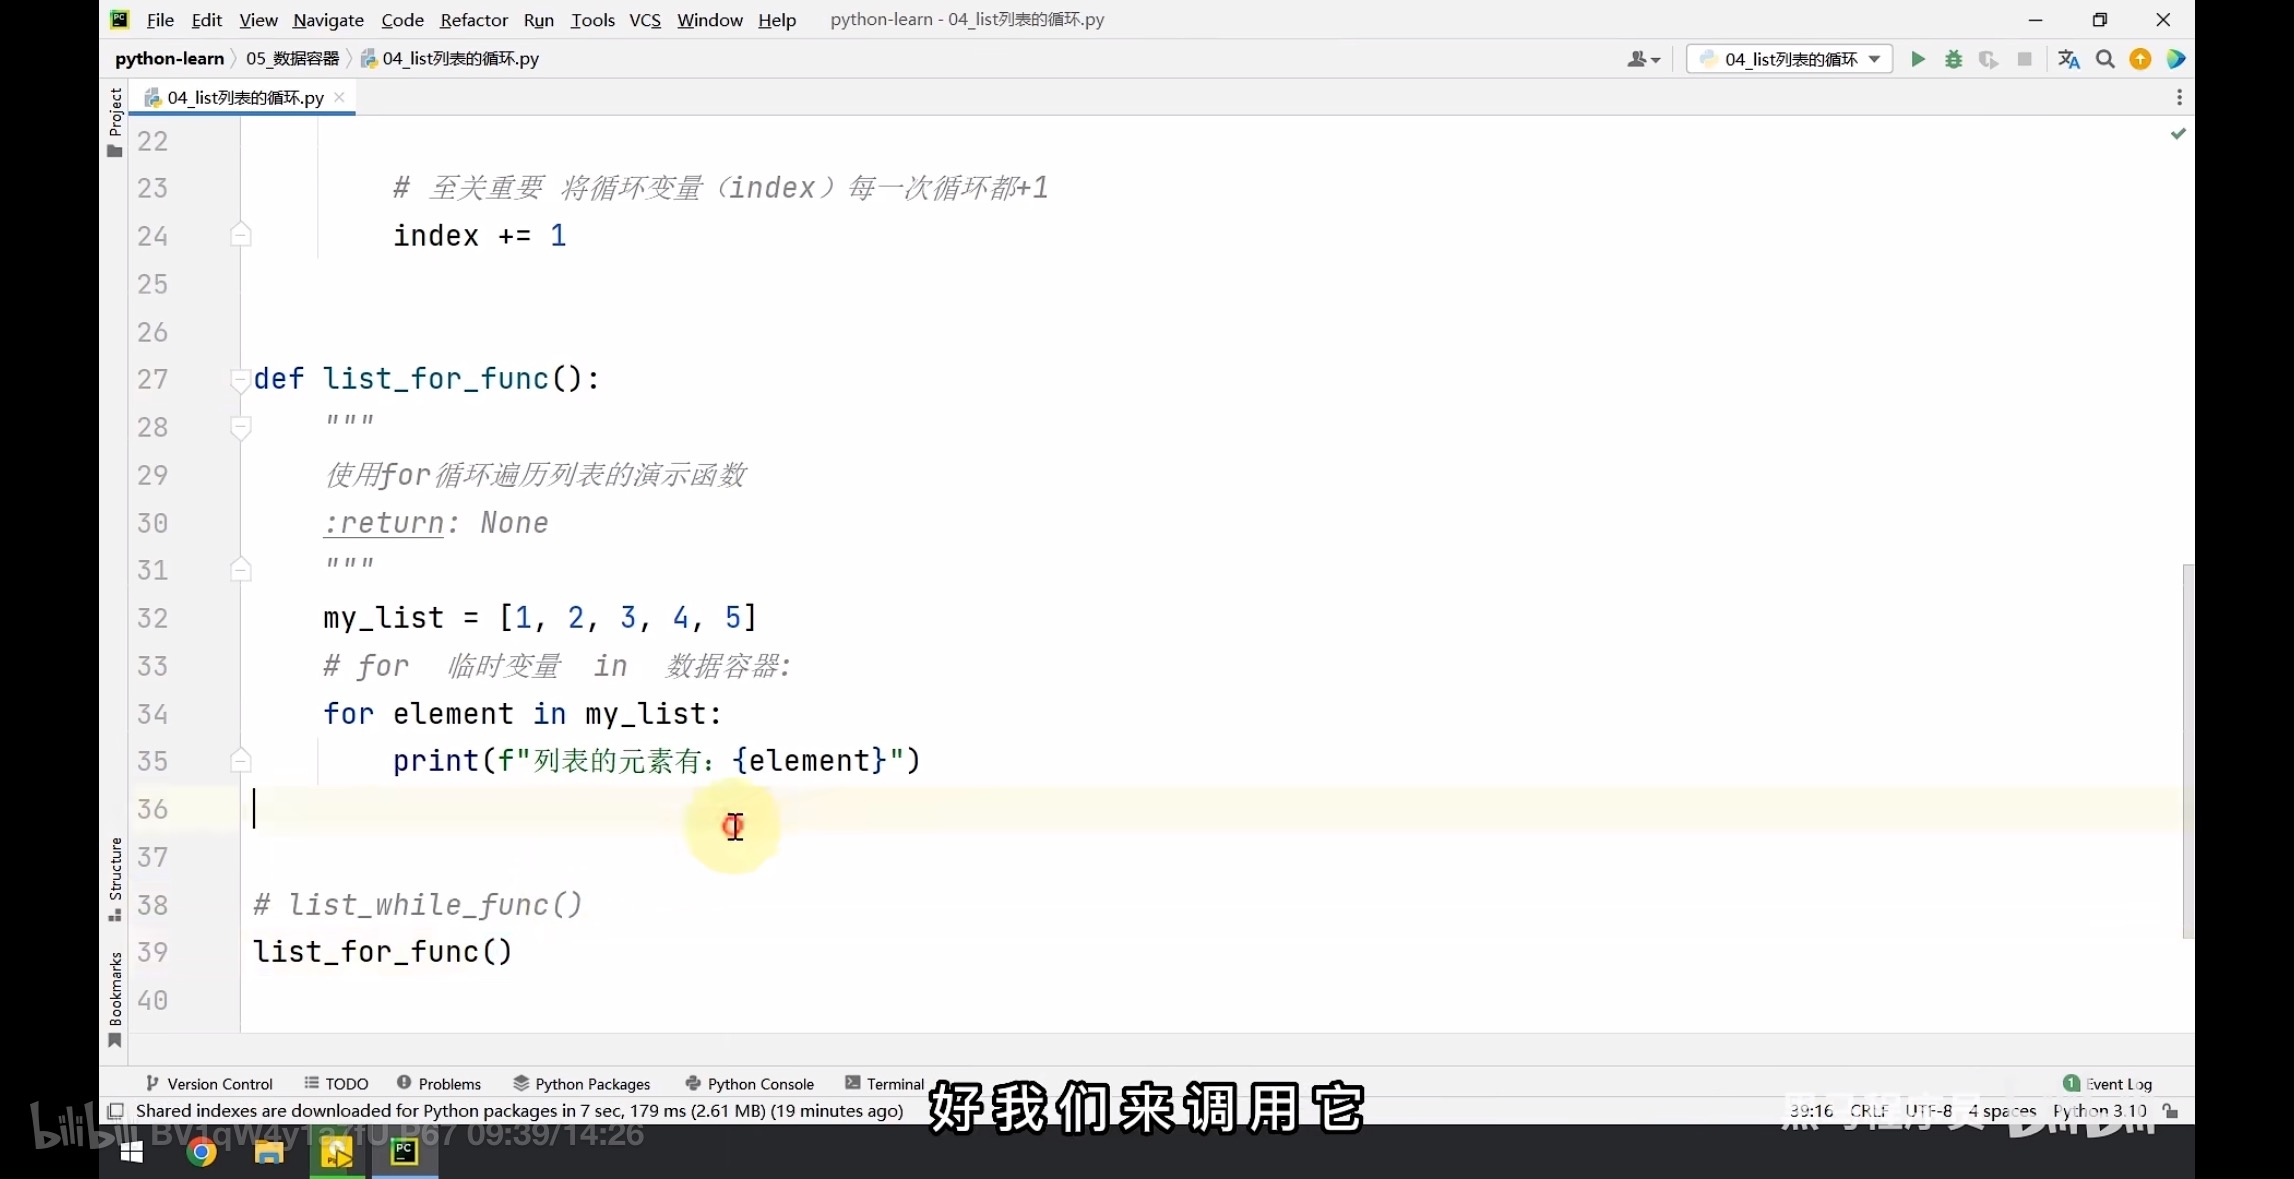 File Edit View Navigate Code Refactor Run Tools VCS Window Help python-learn - 04_list列表的循环.py
python-learn 05_数据容器 04_list列表的循环.py 04_list列表的循环
Project
04_list列表的循环.py
22
23 # 至关重要 将循环变量（index）每一次循环都+1
24 index += 1
25
26
27 def list_for_func():
28 """
29 使用for循环遍历列表的演示函数
30 :return: None
31 """
32 my_list = [1, 2, 3, 4, 5]
33 # for 临时变量 in 数据容器:
34 for element in my_list:
35 print(f"列表的元素有：{element}")
36
37
Structure
38 # list_while_func()
39 list_for_func()
Bookmarks
40
Version Control TODO Problems Python Packages Python Console Terminal 1 Event Log
好我们来调用它
Shared indexes are downloaded for Python packages in 7 sec, 179 ms (2.61 MB) (19 minutes ago) 39:16 CRLF UTF-8 4 spaces Python 3.10
黑马程序员 bilibili
bilibili BV1qW4y1a7fU P67 09:39/14:26